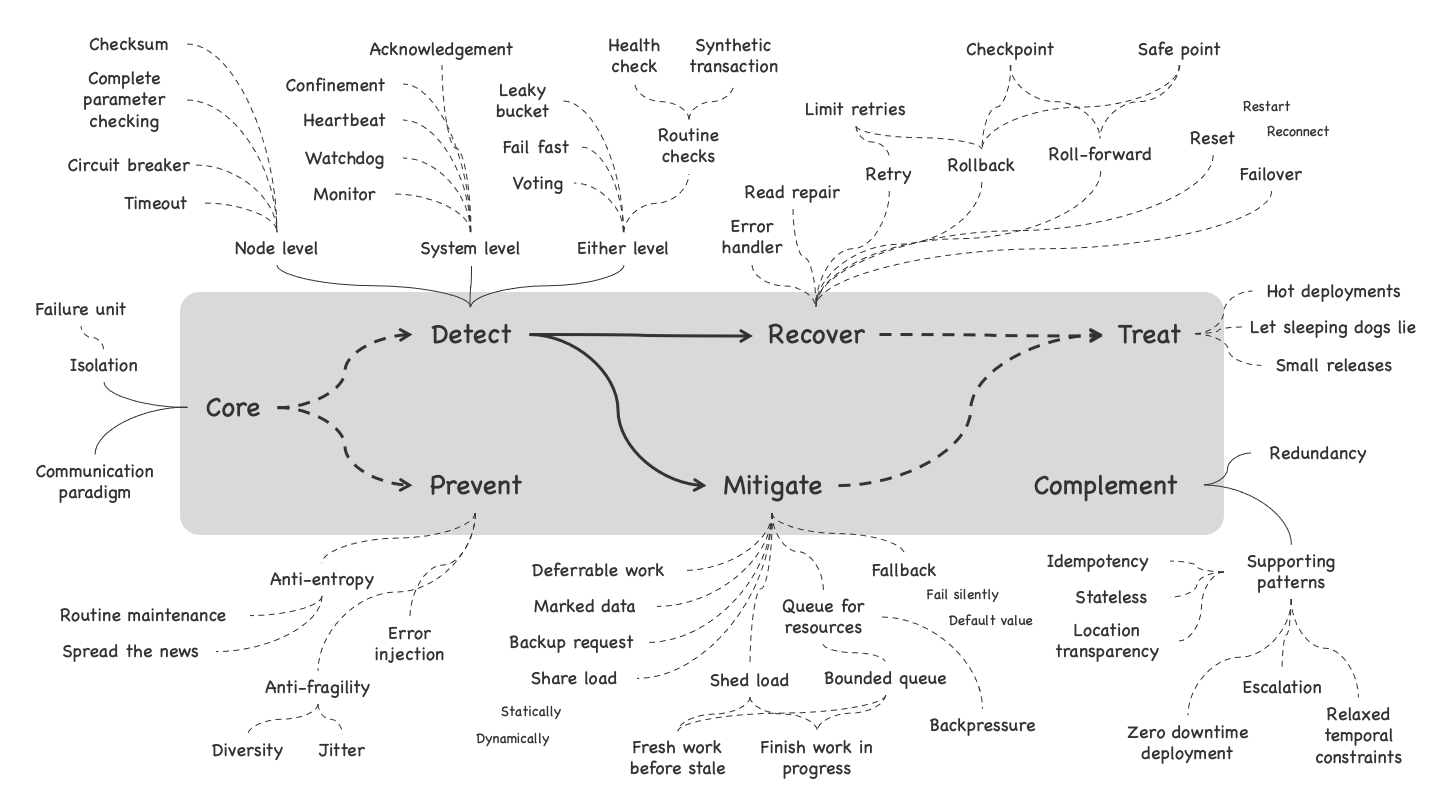 Checksum
Complete
parameter
checking
Circuit breaker
Timeout
Node level
Acknowledgement
Confinement
Heartbeat
Watchdog
Monitor
System level
Leaky
bucket
Fail fast
Voting
Either level
Health
check
Synthetic
transaction
Routine
checks
Limit retries
Retry
Read repair
Error
handler
Checkpoint
Safe point
Rollback
Roll-forward
Reset
Restart
Reconnect
Failover
Failure unit
Isolation
Communication
paradigm
Core
Detect
Recover
Treat
Prevent
Mitigate
Complement
Hot deployments
Let sleeping dogs lie
Small releases
Redundancy
Anti-entropy
Routine maintenance
Spread the news
Error
injection
Anti-fragility
Diversity
Jitter
Deferrable work
Marked data
Backup request
Share load
Statically
Dynamically
Shed load
Queue for
resources
Bounded queue
Fresh work
before stale
Finish work in
progress
Backpressure
Fallback
Fail silently
Default value
Idempotency
Stateless
Location
transparency
Supporting
patterns
Zero downtime
deployment
Escalation
Relaxed
temporal
constraints